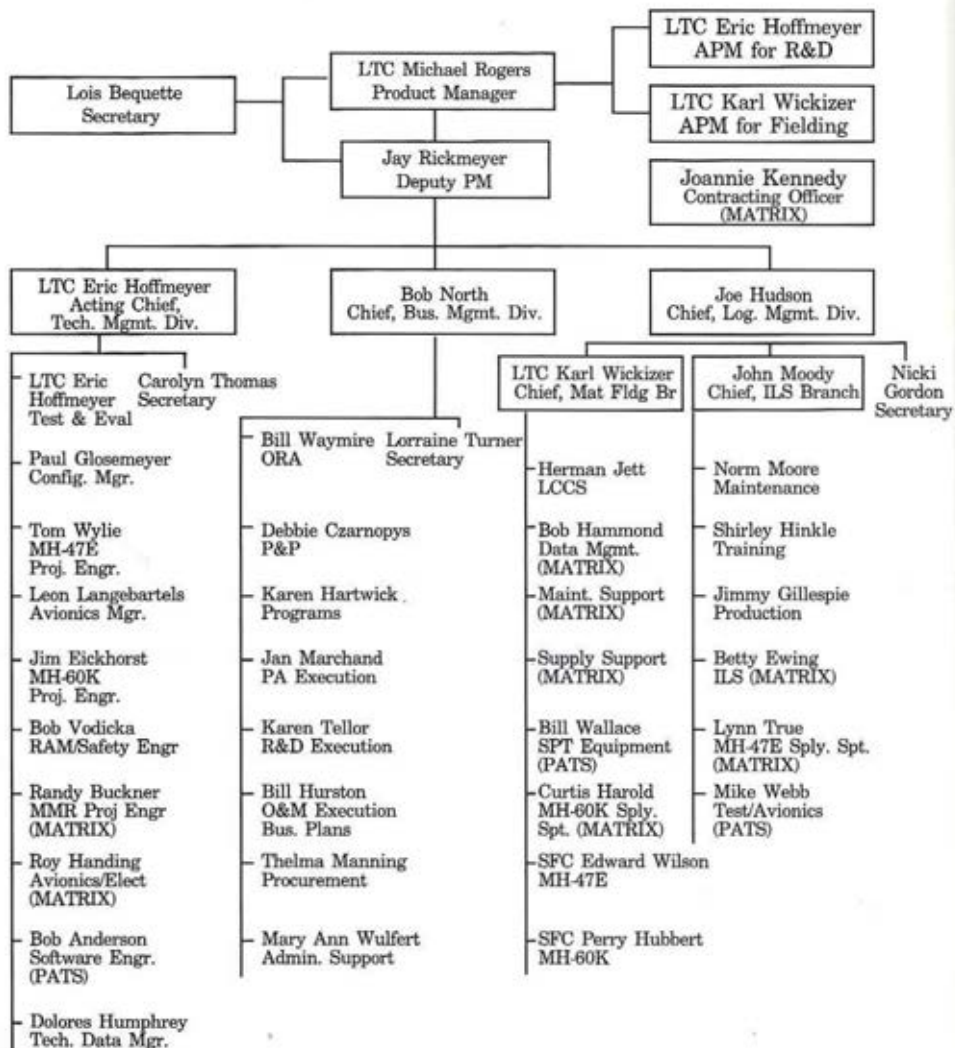 LTC Eric Hoffmeyer
APM for R&D
LTC Michael Rogers
Product Manager
Lois Bequette
Secretary
LTC Karl Wickizer
APM for Fielding
Jay Rickmeyer
Deputy PM
Joannie Kennedy
Contracting Officer
(MATRIX)
LTC Eric Hoffmeyer
Acting Chief,
Tech. Mgmt. Div.
Bob North
Chief, Bus. Mgmt. Div.
Joe Hudson
Chief, Log. Mgmt. Div.
LTC Eric
Hoffmeyer
Test & Eval
Carolyn Thomas
Secretary
Paul Glosemeyer
Config. Mgr.
Tom Wylie
MH-47E
Proj. Engr.
Leon Langebartels
Avionics Mgr.
Jim Eickhorst
MH-60K
Proj. Engr.
Bob Vodicka
RAM/Safety Engr
Randy Buckner
MMR Proj Engr
(MATRIX)
Roy Handing
Avionics/Elect
(MATRIX)
Bob Anderson
Software Engr.
(PATS)
Dolores Humphrey
Tech. Data Mgr.
Bill Waymire
ORA
Lorraine Turner
Secretary
Debbie Czarnopys
P&P
Karen Hartwick
Programs
Jan Marchand
PA Execution
Karen Tellor
R&D Execution
Bill Hurston
O&M Execution
Bus. Plans
Thelma Manning
Procurement
Mary Ann Wulfert
Admin. Support
LTC Karl Wickizer
Chief, Mat Fldg Br
Herman Jett
LCCS
Bob Hammond
Data Mgmt.
(MATRIX)
Maint. Support
(MATRIX)
Supply Support
(MATRIX)
Bill Wallace
SPT Equipment
(PATS)
Curtis Harold
MH-60K Sply.
Spt. (MATRIX)
SFC Edward Wilson
MH-47E
SFC Perry Hubbert
MH-60K
John Moody
Chief, ILS Branch
Norm Moore
Maintenance
Shirley Hinkle
Training
Jimmy Gillespie
Production
Betty Ewing
ILS (MATRIX)
Lynn True
MH-47E Sply. Spt.
(MATRIX)
Mike Webb
Test/Avionics
(PATS)
Nicki
Gordon
Secretary